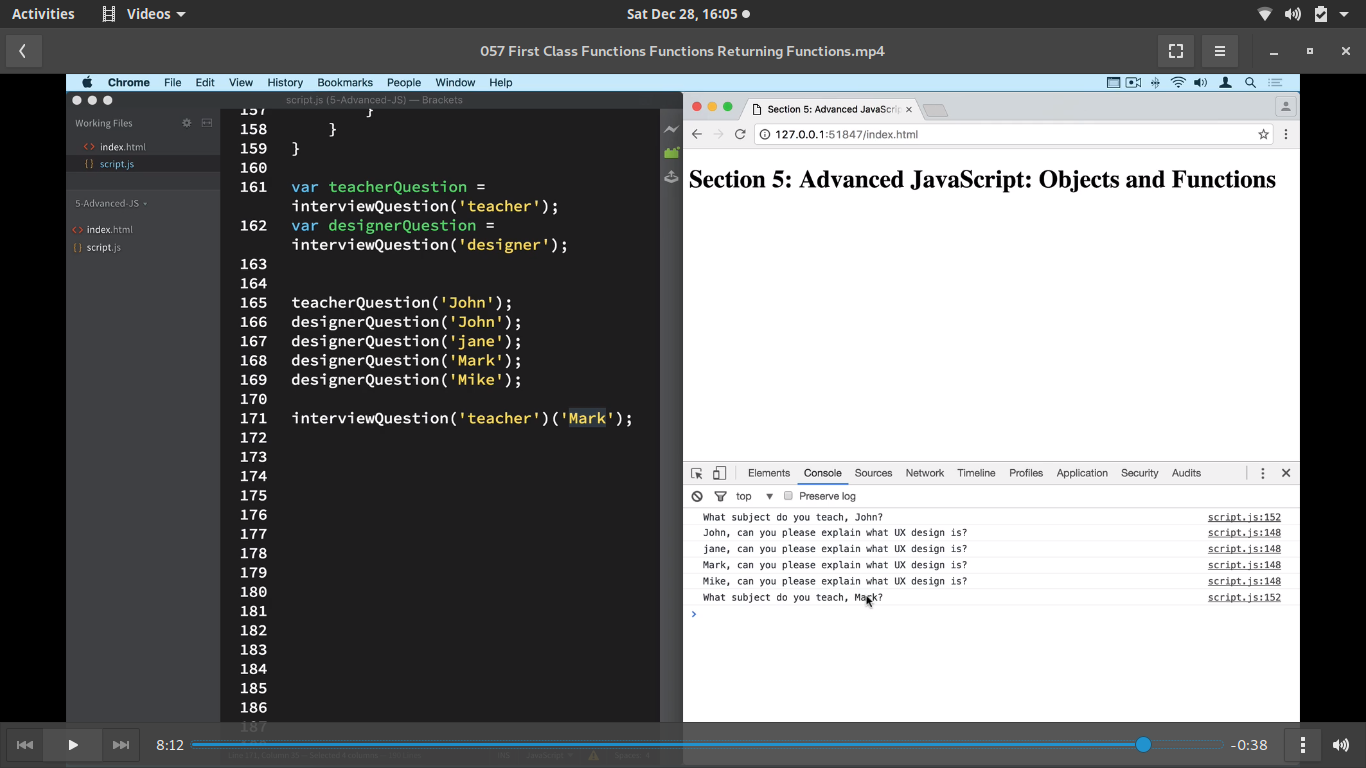 Activities Videos Sat Dec 28, 16:05
057 First Class Functions Functions Returning Functions.mp4
Chrome File Edit View History Bookmarks People Window Help
script.js (5-Advanced-JS) — Brackets
Working Files
index.html
script.js
5-Advanced-JS
index.html
script.js
157 }
158 }
159 }
160
161 var teacherQuestion =
interviewQuestion('teacher');
162 var designerQuestion =
interviewQuestion('designer');
163
164
165 teacherQuestion('John');
166 designerQuestion('John');
167 designerQuestion('jane');
168 designerQuestion('Mark');
169 designerQuestion('Mike');
170
171 interviewQuestion('teacher')('Mark');
172
173
174
175
176
177
178
179
180
181
182
183
184
185
186
187
Section 5: Advanced JavaScri
127.0.0.1:51847/index.html
Section 5: Advanced JavaScript: Objects and Functions
Elements Console Sources Network Timeline Profiles Application Security Audits
top Preserve log
What subject do you teach, John? script.js:152
John, can you please explain what UX design is? script.js:148
jane, can you please explain what UX design is? script.js:148
Mark, can you please explain what UX design is? script.js:148
Mike, can you please explain what UX design is? script.js:148
What subject do you teach, Mark? script.js:152
8:12 -0:38